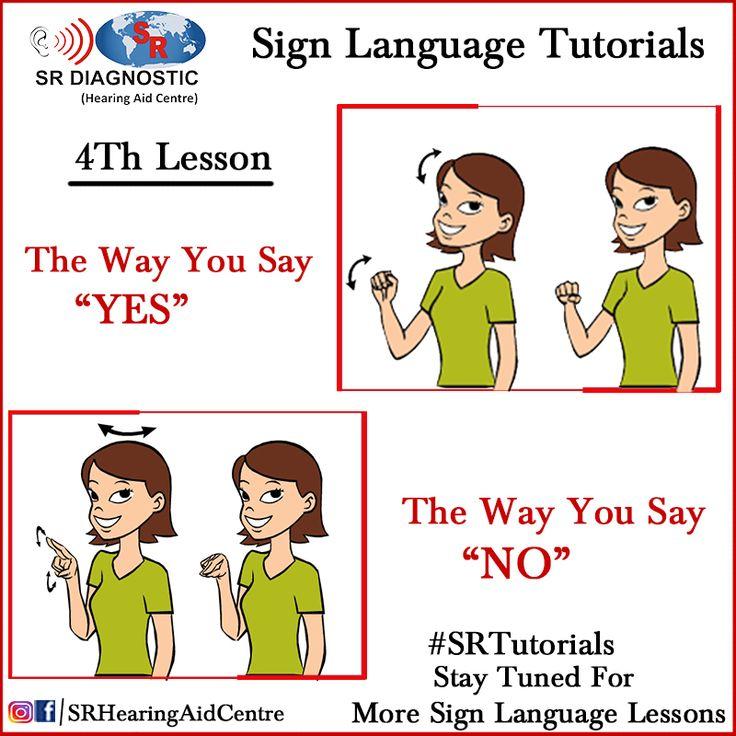 SR
SR DIAGNOSTIC
(Hearing Aid Centre)
Sign Language Tutorials
4Th Lesson
The Way You Say
“YES”
The Way You Say
“NO”
#SRTutorials
Stay Tuned For
More Sign Language Lessons
f|SRHearingAidCentre